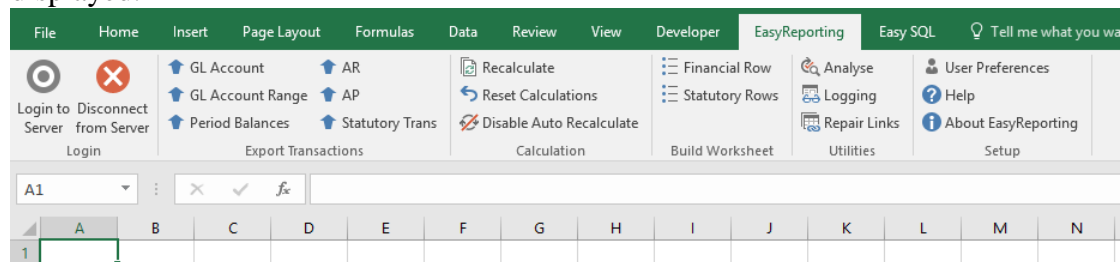 displayed.
File Home Insert Page Layout Formulas Data Review View Developer EasyReporting Easy SQL Tell me what you wa
GL Account AR Recalculate Financial Row Analyse User Preferences
Login to Disconnect GL Account Range AP Reset Calculations Statutory Rows Logging Help
Server from Server Period Balances Statutory Trans Disable Auto Recalculate Repair Links About EasyReporting
Login Export Transactions Calculation Build Worksheet Utilities Setup
A1 fx
A B C D E F G H I J K L M N
1